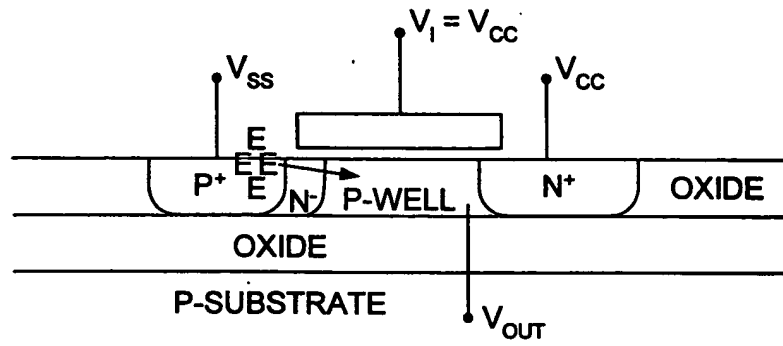 V_I = V_CC
V_SS
V_CC
E
E E
P+ E N- P-WELL N+ OXIDE
OXIDE
P-SUBSTRATE
V_OUT